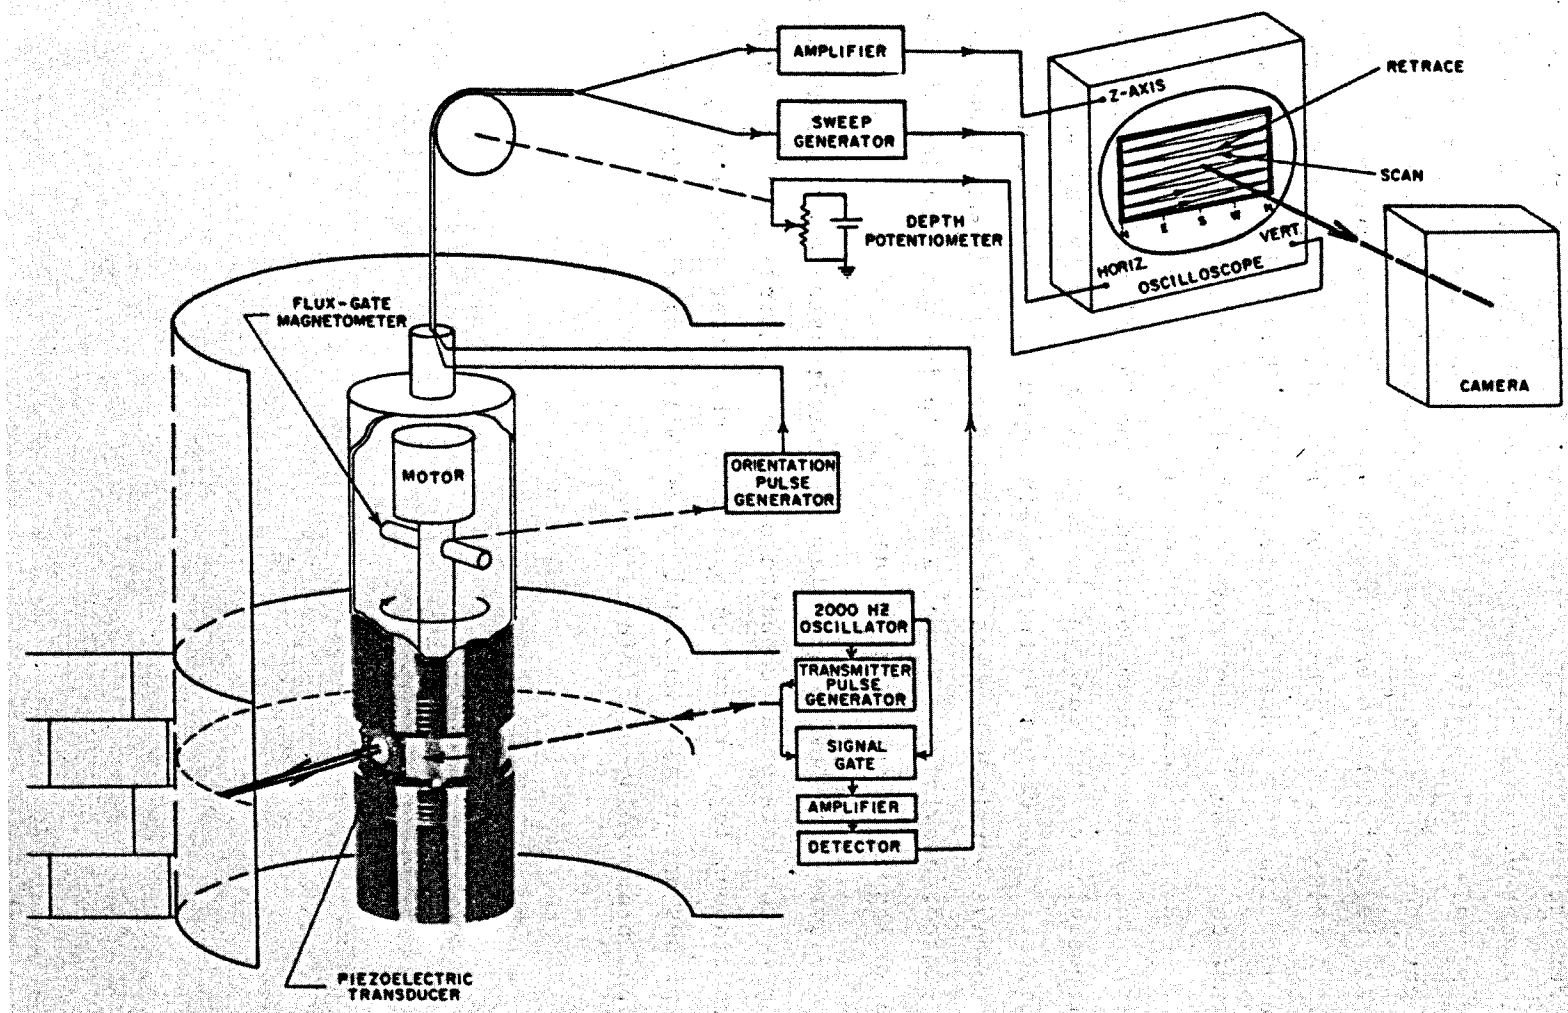 AMPLIFIER
RETRACE
Z-AXIS
SWEEP
GENERATOR
SCAN
DEPTH
POTENTIOMETER
N E S W N
VERT.
HORIZ.
OSCILLOSCOPE
FLUX-GATE
MAGNETOMETER
CAMERA
MOTOR
ORIENTATION
PULSE
GENERATOR
2000 HZ
OSCILLATOR
TRANSMITTER
PULSE
GENERATOR
SIGNAL
GATE
AMPLIFIER
DETECTOR
PIEZOELECTRIC
TRANSDUCER